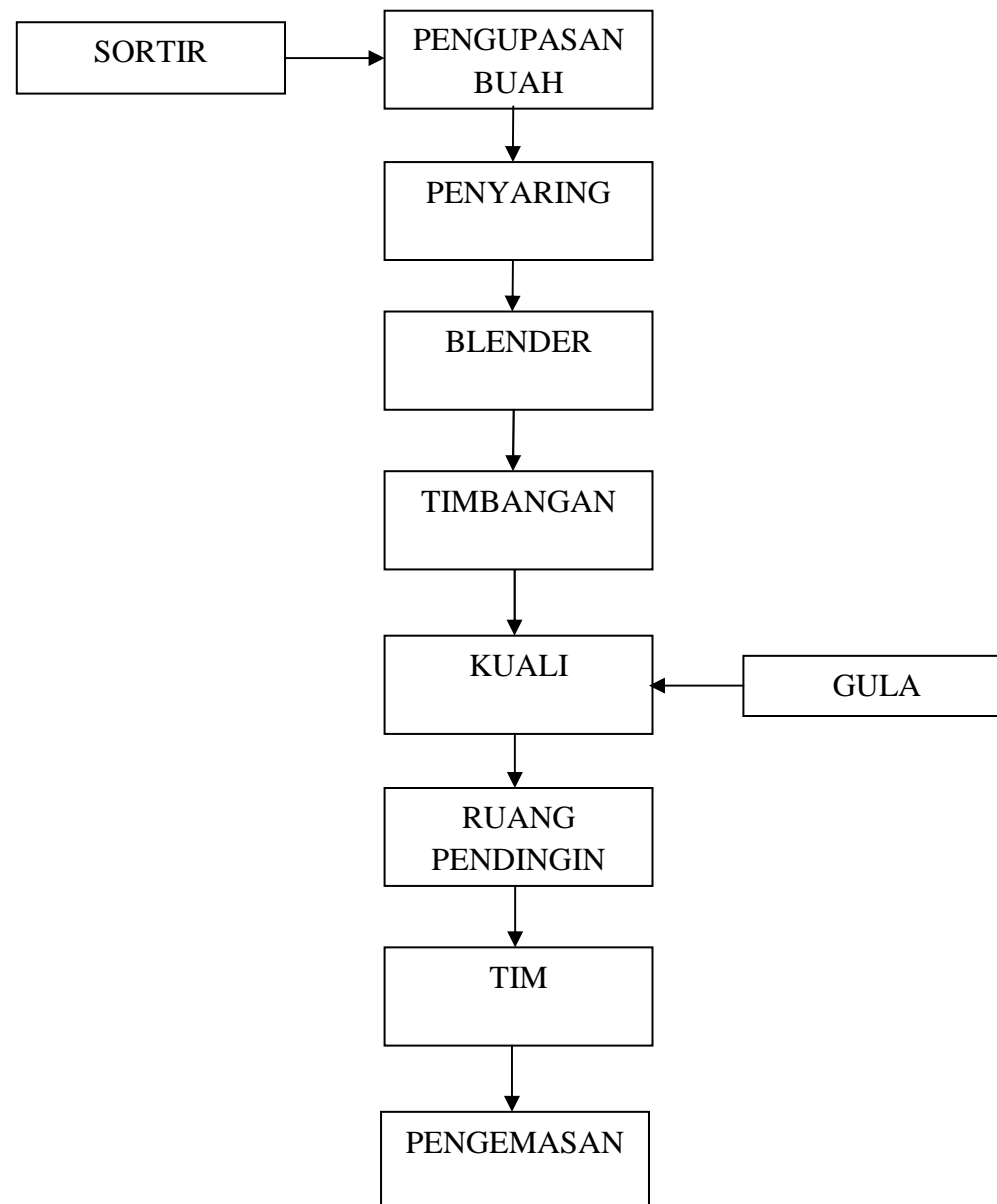 SORTIR
PENGUPASAN
BUAH
PENYARING
BLENDER
TIMBANGAN
KUALI
GULA
RUANG
PENDINGIN
TIM
PENGEMASAN